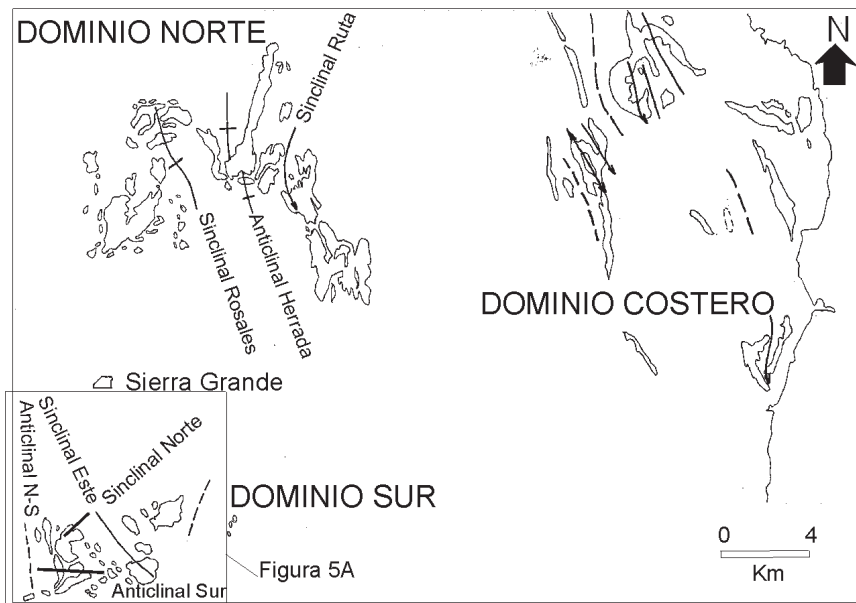 DOMINIO NORTE
Sinclinal Ruta
N
Sinclinal Rosales
Anticlinal Herrada
DOMINIO COSTERO
Sierra Grande
Anticlinal N-S
Sinclinal Este
Sinclinal Norte
DOMINIO SUR
Anticlinal Sur
Figura 5A
0 4
Km